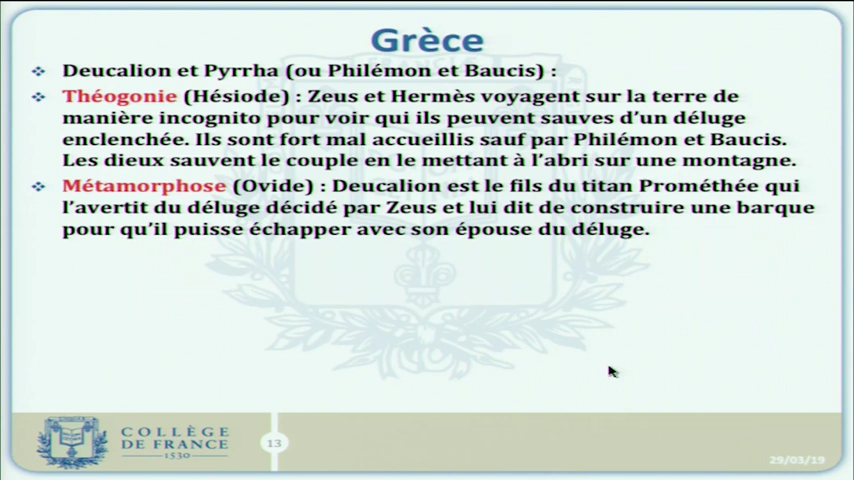 Grèce
❖ Deucalion et Pyrrha (ou Philémon et Baucis) :
❖ Théogonie (Hésiode) : Zeus et Hermès voyagent sur la terre de
manière incognito pour voir qui ils peuvent sauves d'un déluge
enclenchée. Ils sont fort mal accueillis sauf par Philémon et Baucis.
Les dieux sauvent le couple en le mettant à l'abri sur une montagne.
❖ Métamorphose (Ovide) : Deucalion est le fils du titan Prométhée qui
l'avertit du déluge décidé par Zeus et lui dit de construire une barque
pour qu'il puisse échapper avec son épouse du déluge.
COLLÈGE
DE FRANCE
1530
13
29/03/19